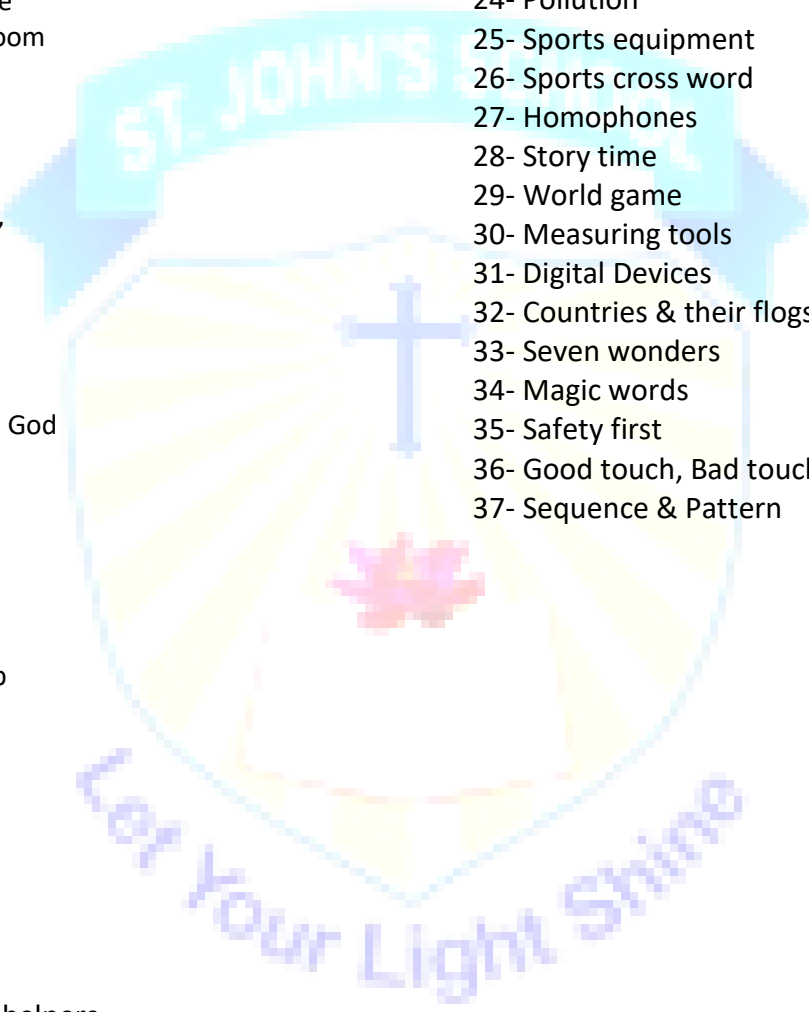 God
24- Pollution
25- Sports equipment
26- Sports cross word
27- Homophones
28- Story time
29- World game
30- Measuring tools
31- Digital Devices
32- Countries & their flogs
33- Seven wonders
34- Magic words
35- Safety first
36- Good touch, Bad touch
37- Sequence & Pattern
ST. JOHN'S SCHOOL
Let Your Light Shine